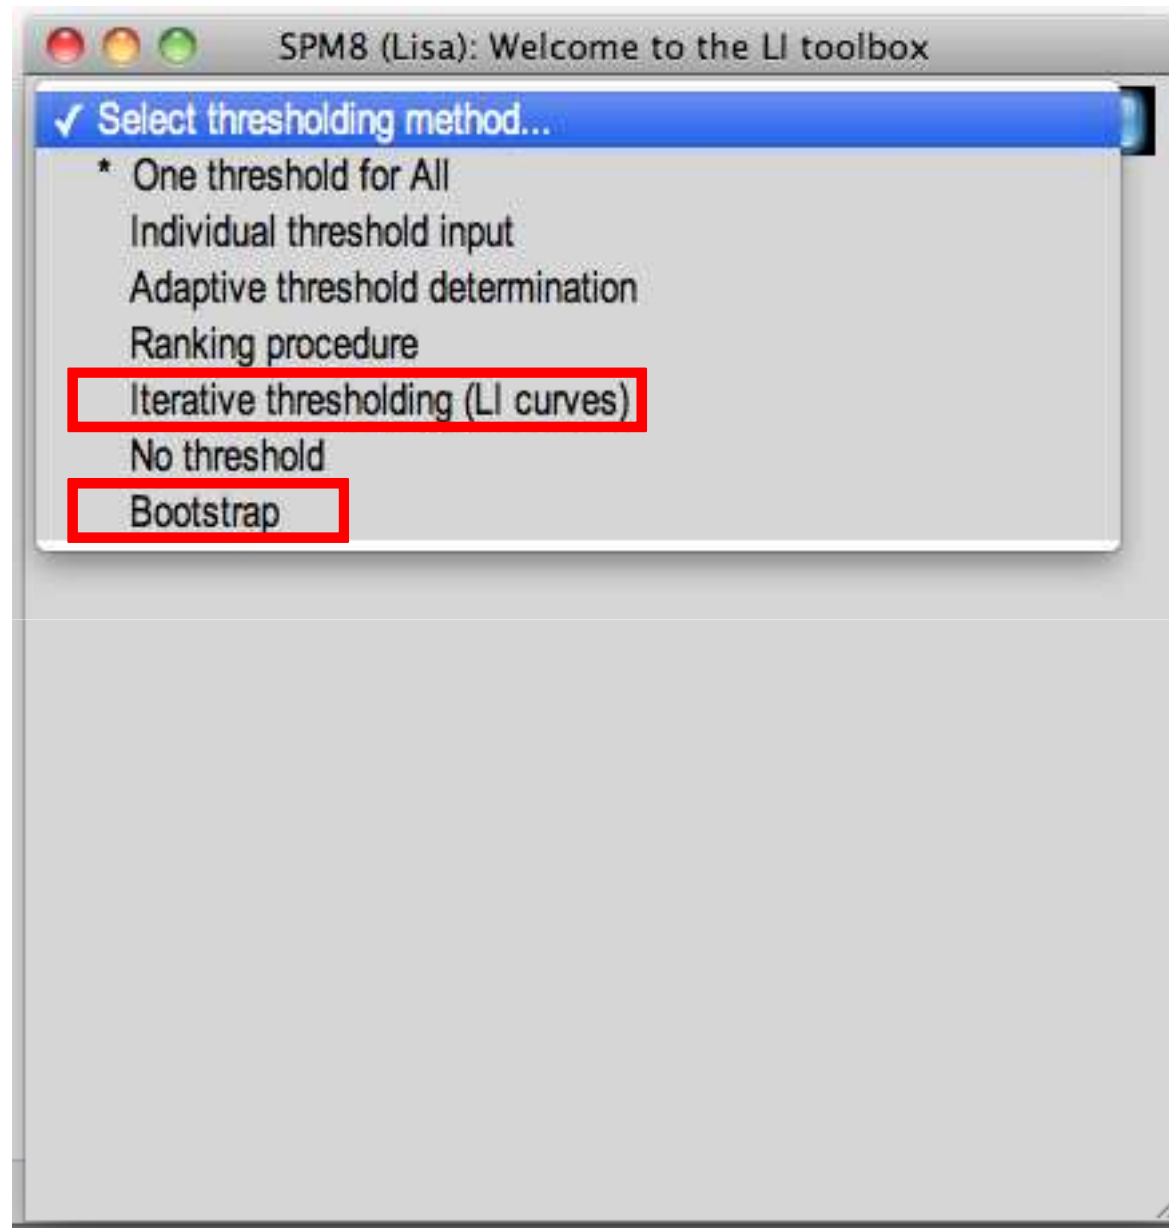 SPM8 (Lisa): Welcome to the LI toolbox
✓ Select thresholding method...
* One threshold for All
Individual threshold input
Adaptive threshold determination
Ranking procedure
Iterative thresholding (LI curves)
No threshold
Bootstrap